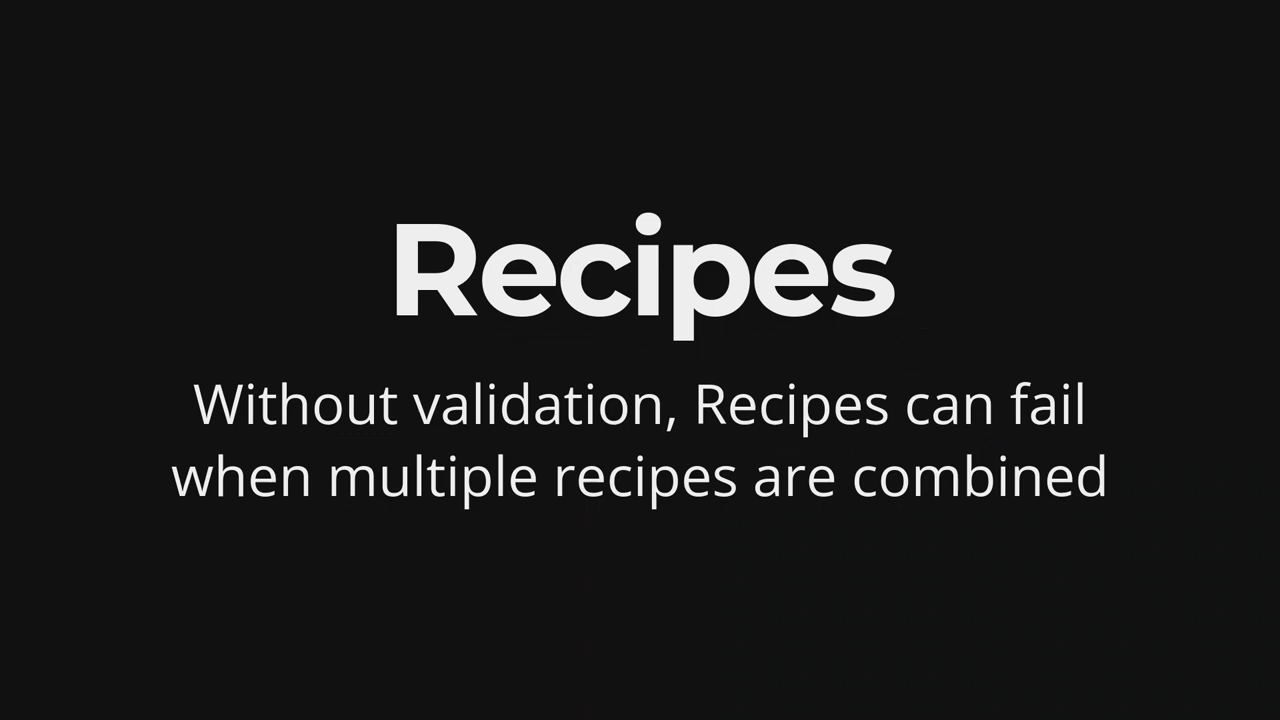 Recipes
Without validation, Recipes can fail
when multiple recipes are combined